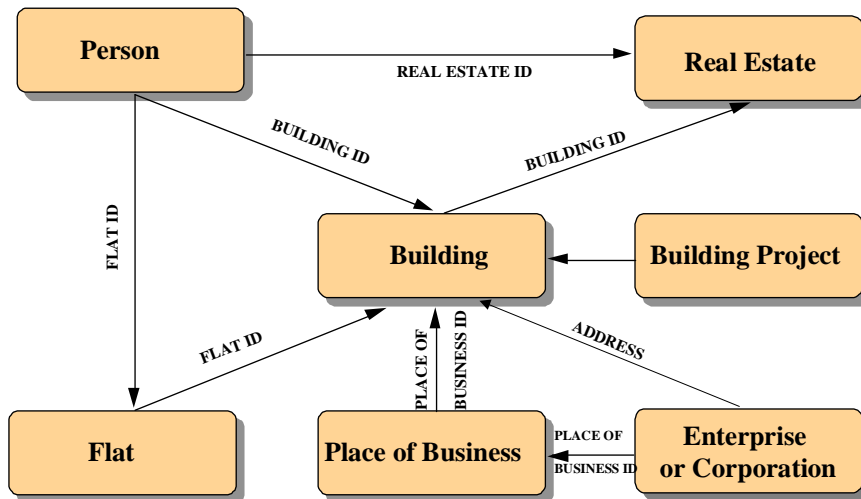 Person
REAL ESTATE ID
Real Estate
BUILDING ID
BUILDING ID
FLAT ID
Building
Building Project
FLAT ID
PLACE OF
BUSINESS ID
ADDRESS
Flat
Place of Business
PLACE OF
BUSINESS ID
Enterprise
or Corporation